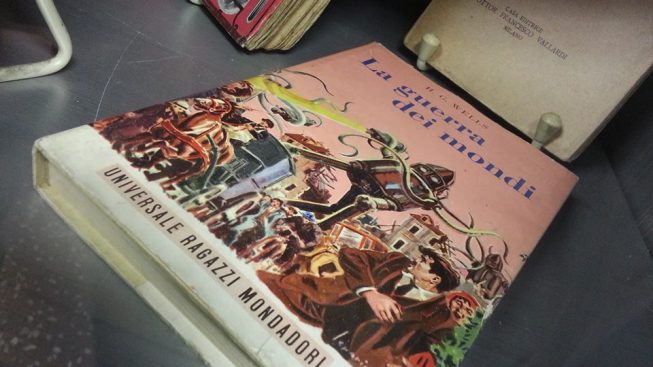 H. G. WELLS
La guerra
dei mondi
UNIVERSALE RAGAZZI MONDADORI
CASA EDITRICE
DOTTOR FRANCESCO VALLARDI
MILANO